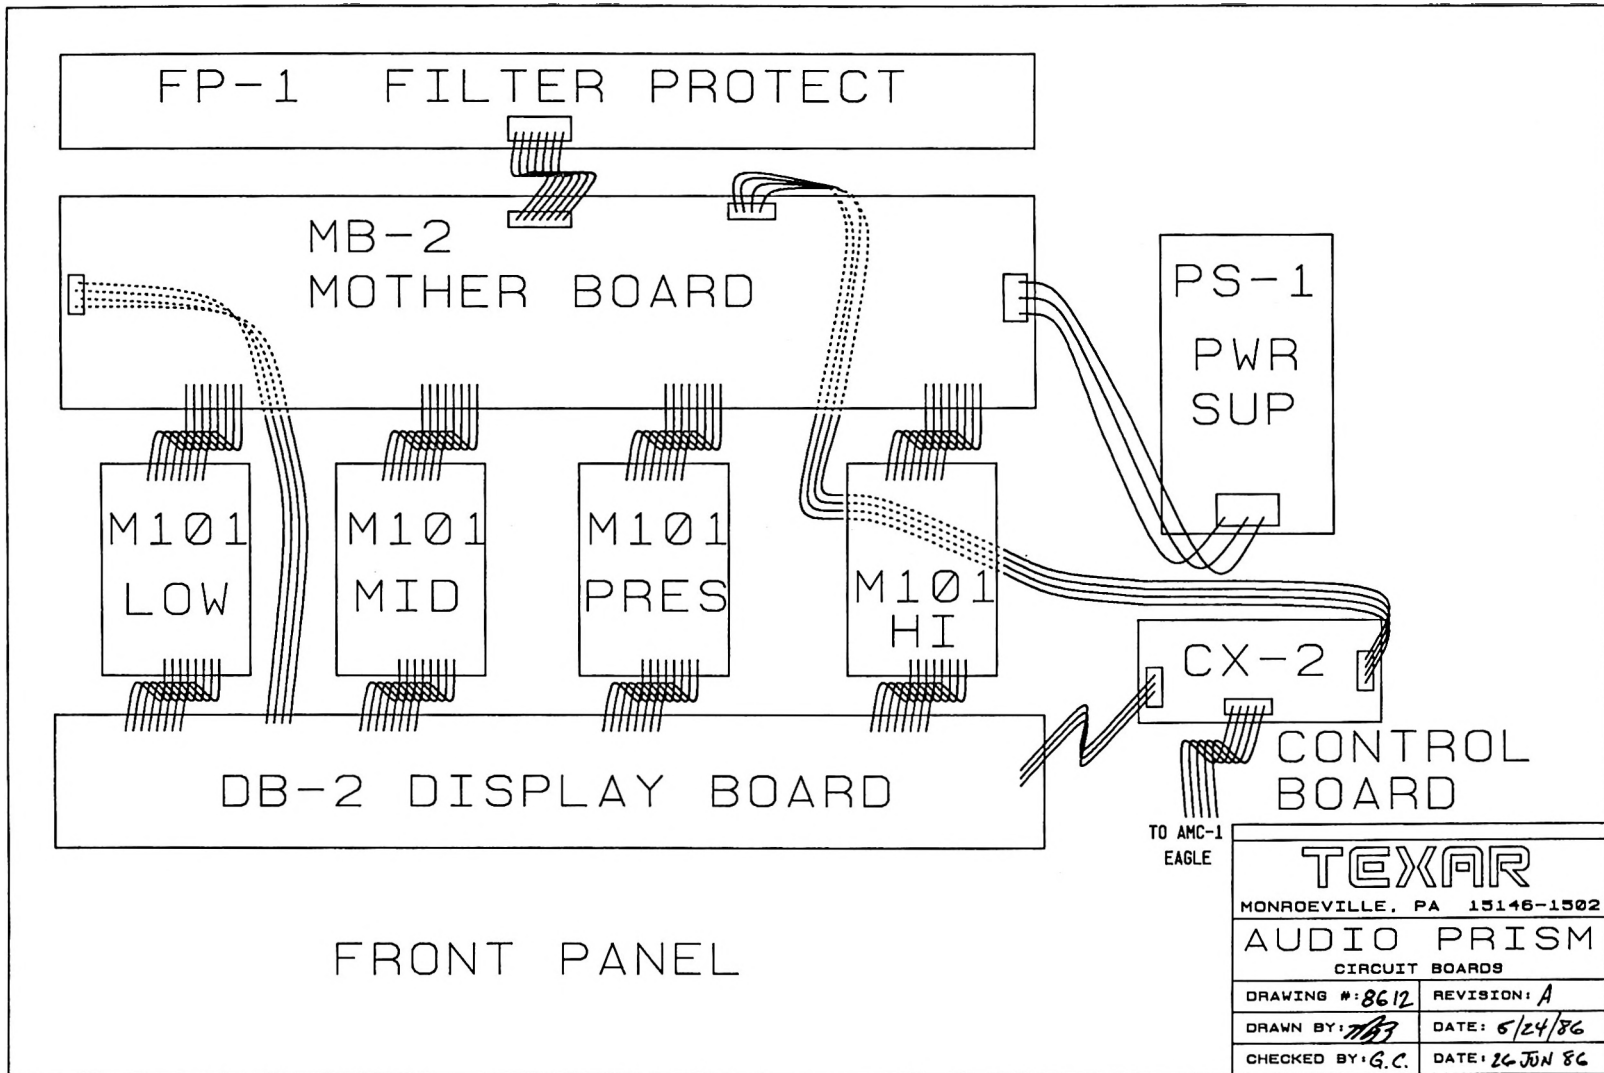 FP-1 FILTER PROTECT
MB-2
MOTHER BOARD
PS-1
PWR
SUP
M101
LOW
M101
MID
M101
PRES
M101
HI
CX-2
CONTROL
BOARD
DB-2 DISPLAY BOARD
TO AMC-1
EAGLE
FRONT PANEL
TEXAR
MONROEVILLE, PA 15146-1502
AUDIO PRISM
CIRCUIT BOARDS
DRAWING #: 8612 REVISION: A
DRAWN BY: DATE: 6/24/86
CHECKED BY: G.C. DATE: 26 JUN 86